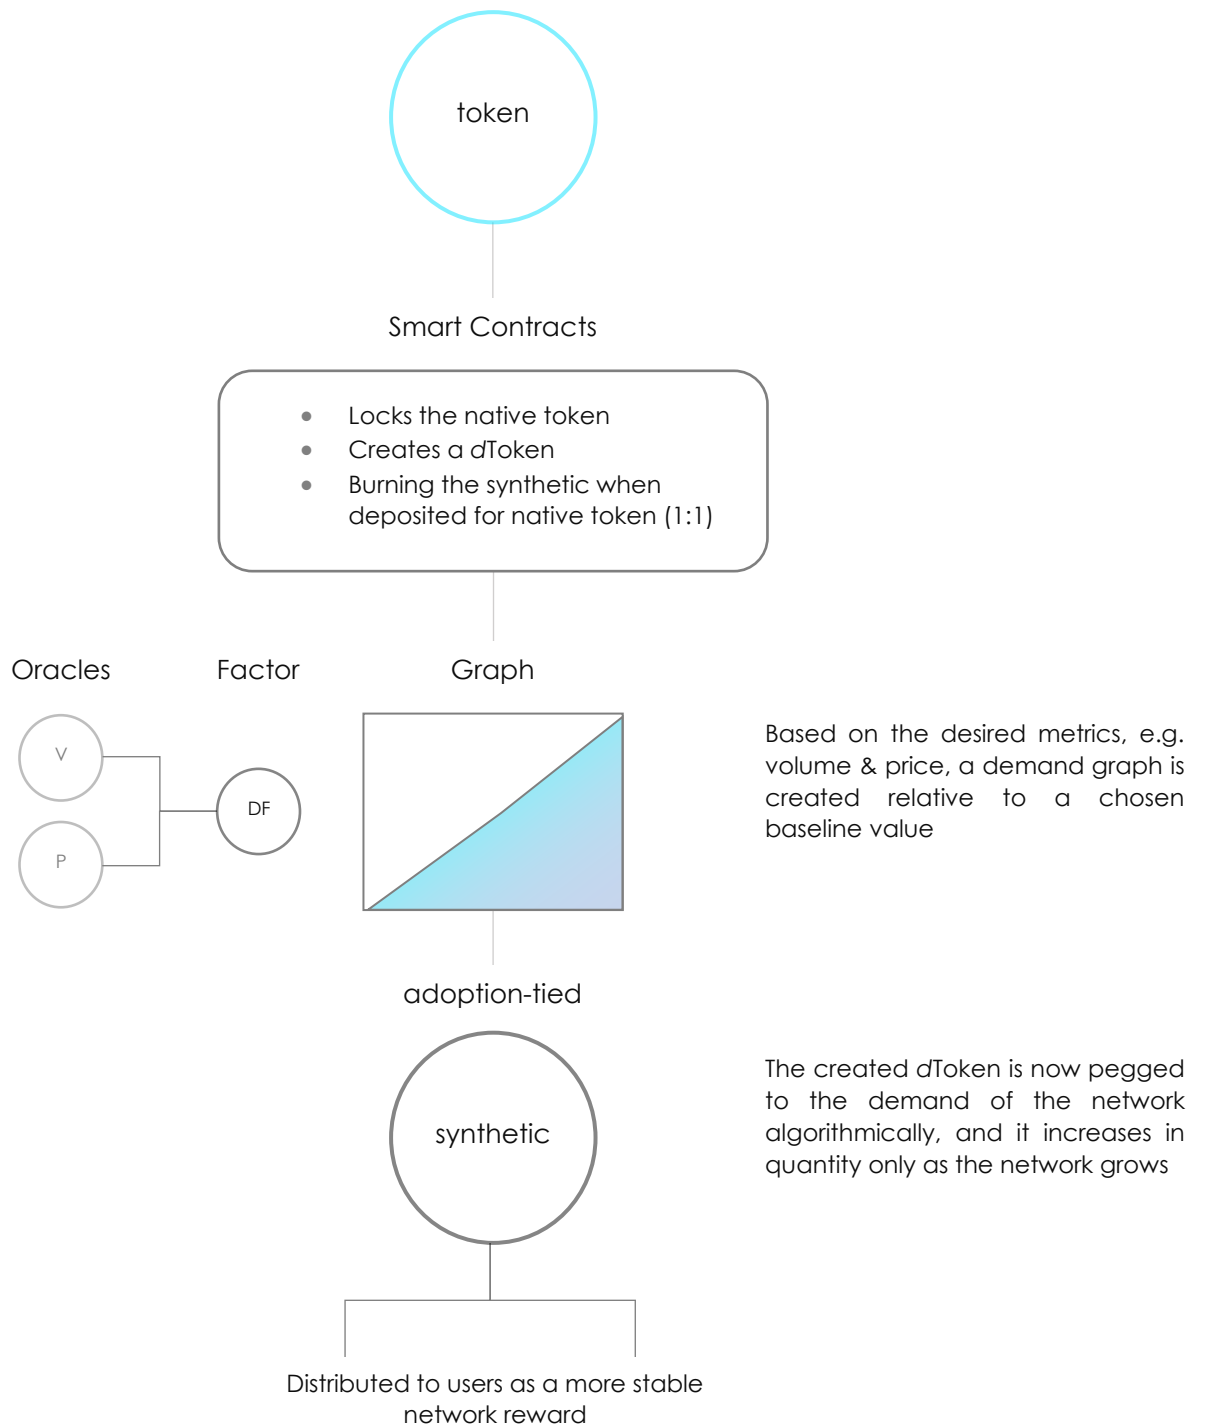 token
Smart Contracts
Locks the native token
Creates a dToken
Burning the synthetic when
deposited for native token (1:1)
Oracles
Factor
Graph
V
DF
P
Based on the desired metrics, e.g.
volume & price, a demand graph is
created relative to a chosen
baseline value
adoption-tied
synthetic
The created dToken is now pegged
to the demand of the network
algorithmically, and it increases in
quantity only as the network grows
Distributed to users as a more stable
network reward